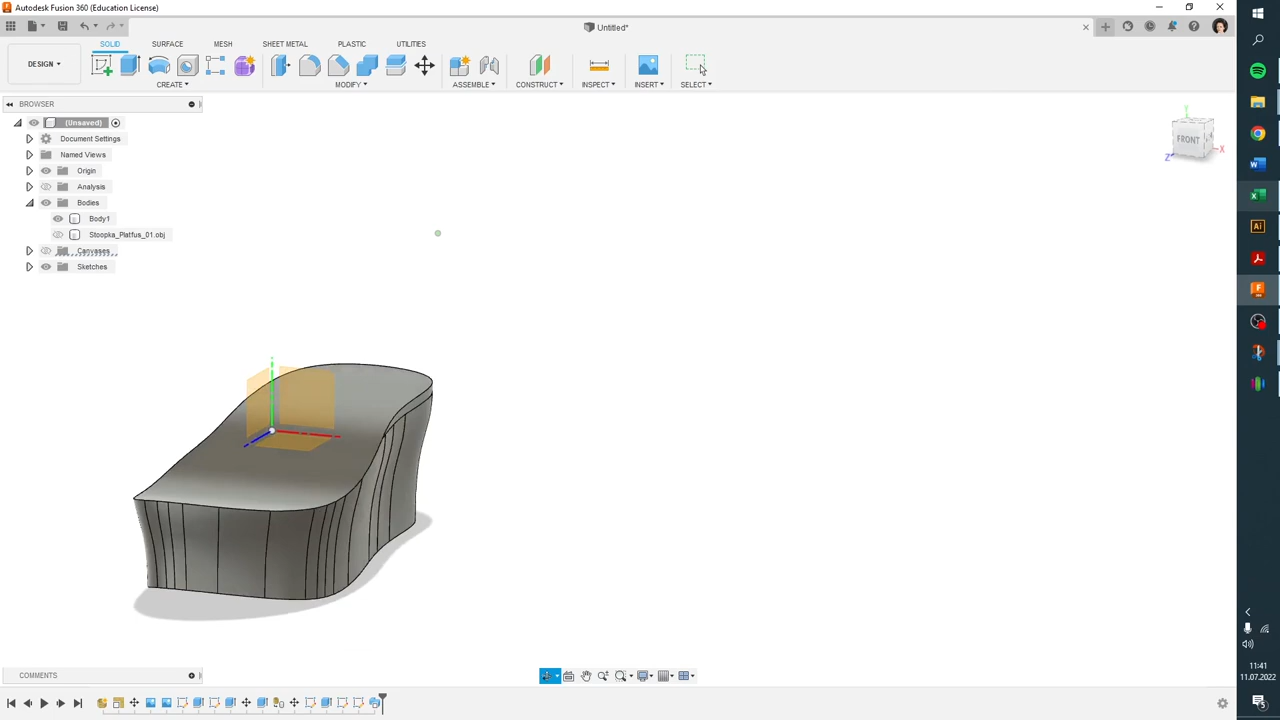 Autodesk Fusion 360 (Education License)
Untitled*
DESIGN
SOLID SURFACE MESH SHEET METAL PLASTIC UTILITIES
CREATE MODIFY ASSEMBLE CONSTRUCT INSPECT INSERT SELECT
BROWSER
(Unsaved)
Document Settings
Named Views
Origin
Analysis
Bodies
Body1
Stoopka_Platfus_01.obj
Canvases
Sketches
Y
FRONT
X
Z
COMMENTS
11:41
11.07.2022
5